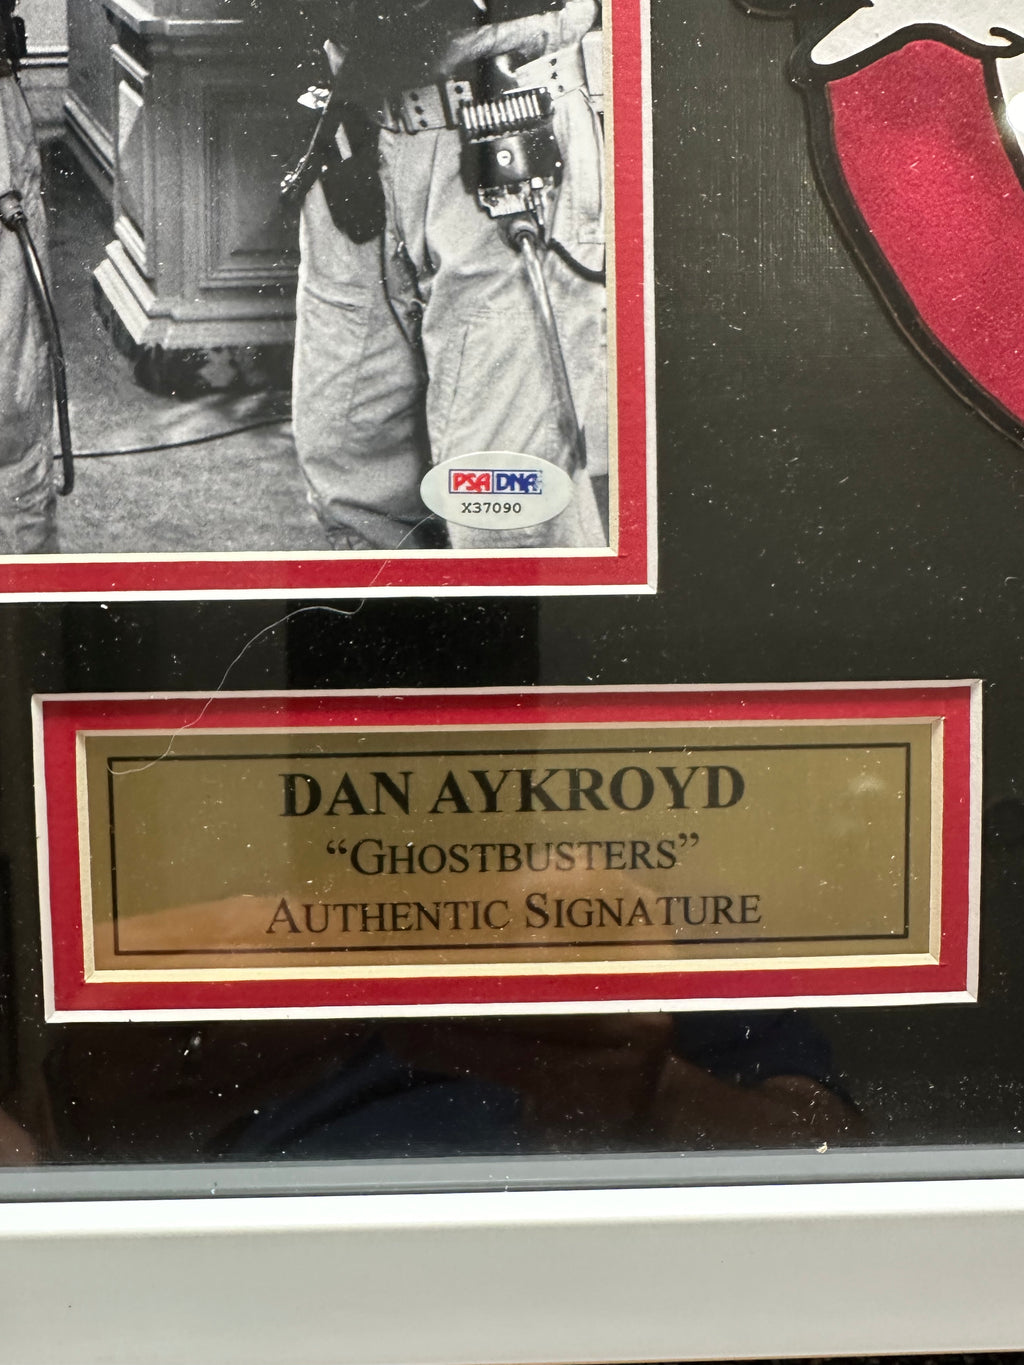 PSA DNA
X37090
DAN AYKROYD
“GHOSTBUSTERS”
AUTHENTIC SIGNATURE